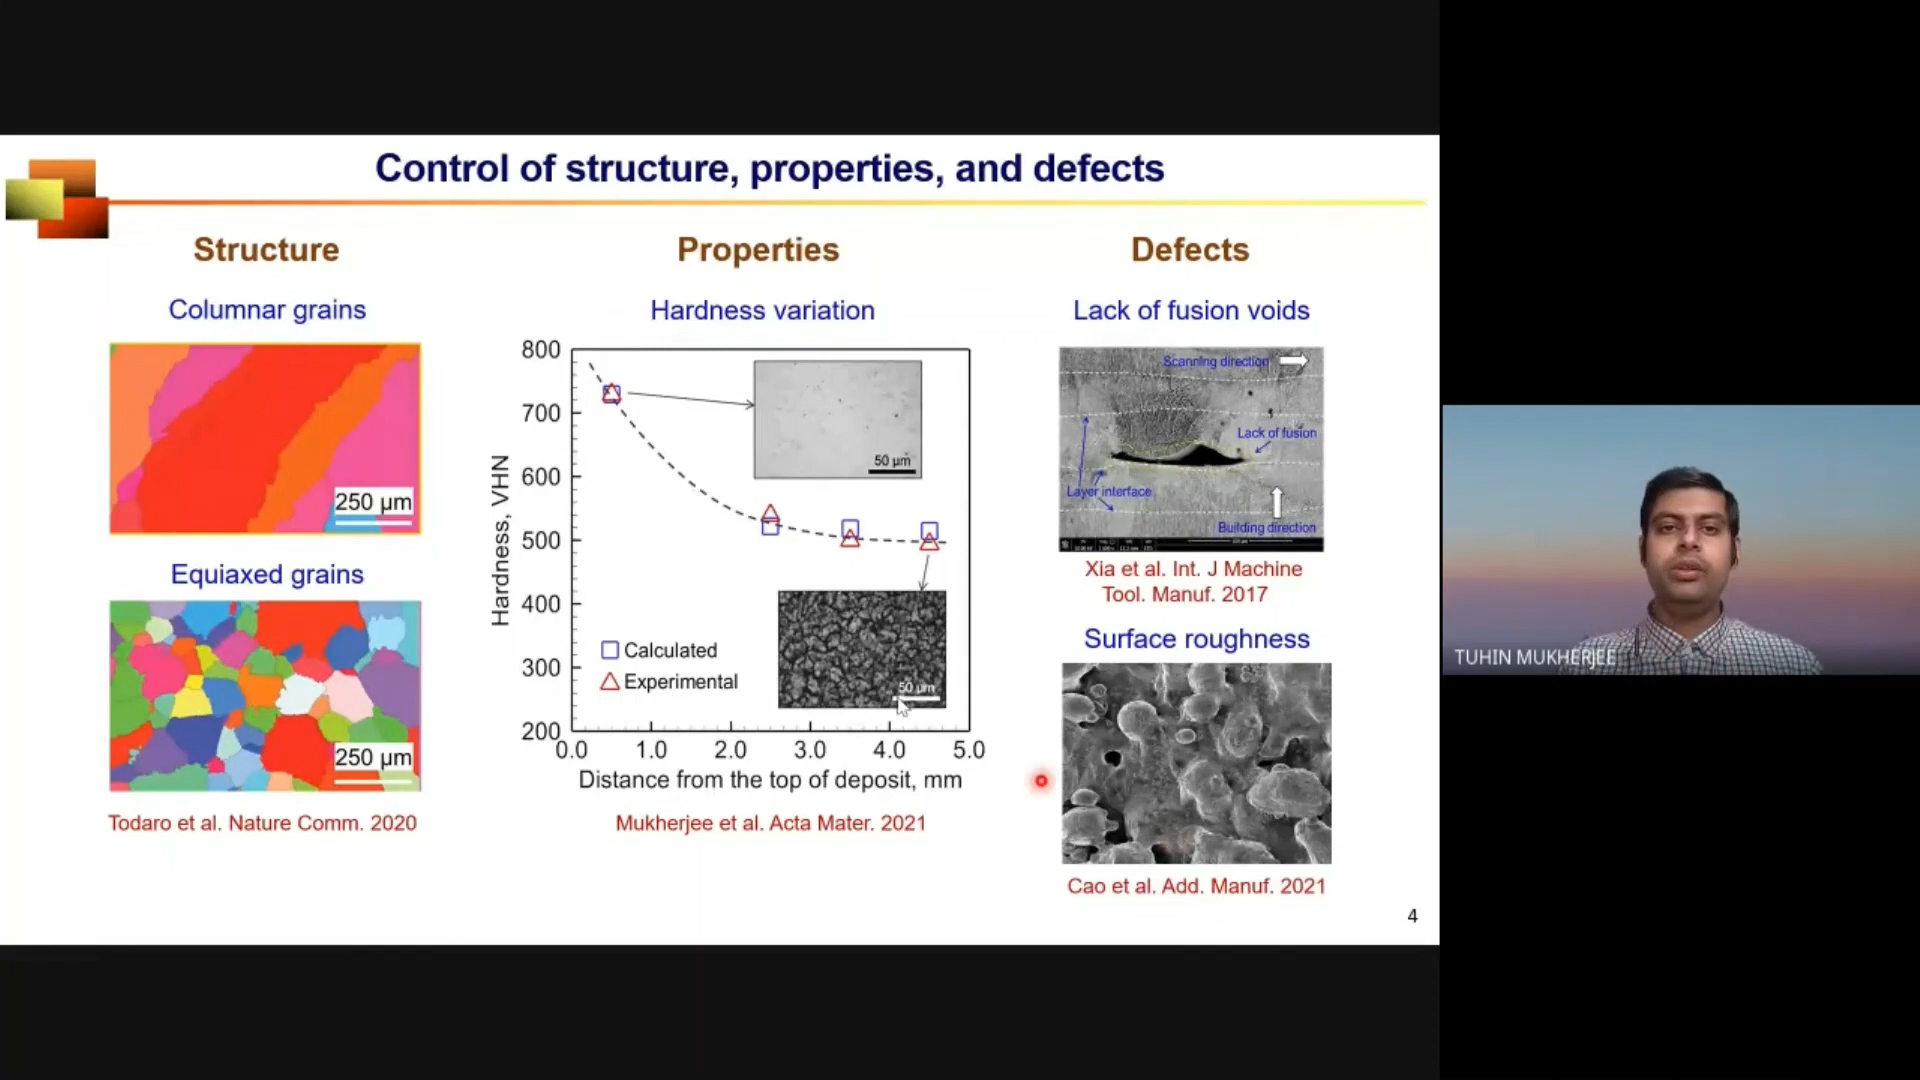 Control of structure, properties, and defects
Structure
Columnar grains
250 µm
Equiaxed grains
250 µm
Todaro et al. Nature Comm. 2020
Properties
Hardness variation
800
700
600
500
400
300
200
Hardness, VHN
50 µm
Calculated
Experimental
50 µm
0.0 1.0 2.0 3.0 4.0 5.0
Distance from the top of deposit, mm
Mukherjee et al. Acta Mater. 2021
Defects
Lack of fusion voids
Scanning direction
Lack of fusion
Layer interface
Building direction
Xia et al. Int. J Machine
Tool. Manuf. 2017
Surface roughness
Cao et al. Add. Manuf. 2021
4
TUHIN MUKHERJEE